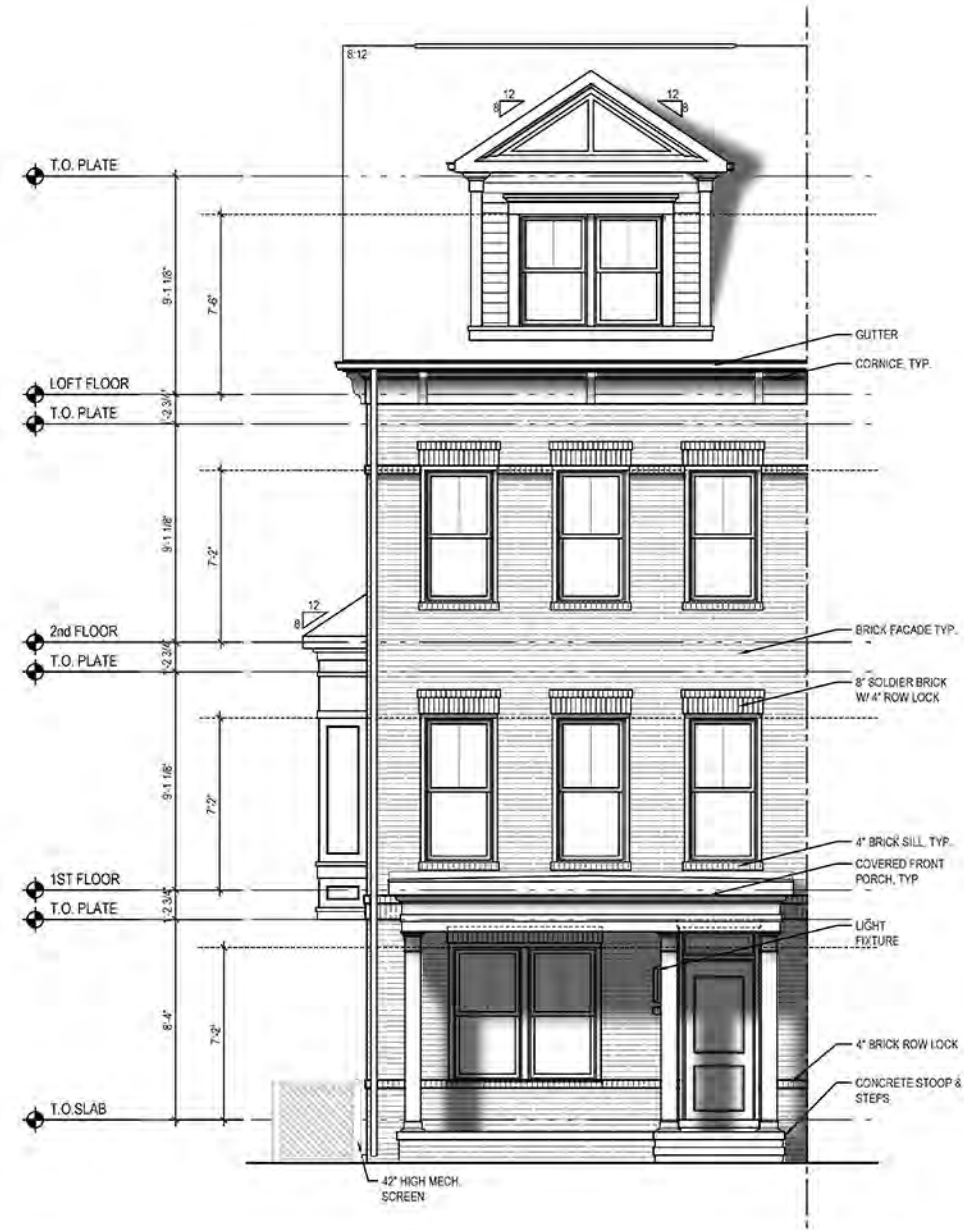 8:12
12
8
12
8
T.O. PLATE
9'-1 1/8"
7'-6"
GUTTER
CORNICE, TYP.
LOFT FLOOR
1'-2 3/4"
T.O. PLATE
9'-1 1/8"
7'-2"
12
8
2nd FLOOR
1'-2 3/4"
T.O. PLATE
BRICK FACADE TYP.
8" SOLDIER BRICK
W/ 4" ROW LOCK
9'-1 1/8"
7'-2"
4" BRICK SILL, TYP.
COVERED FRONT
PORCH, TYP
1ST FLOOR
1'-2 3/4"
T.O. PLATE
LIGHT
FIXTURE
8'-4"
7'-2"
4" BRICK ROW LOCK
CONCRETE STOOP &
STEPS
T.O.SLAB
42" HIGH MECH.
SCREEN